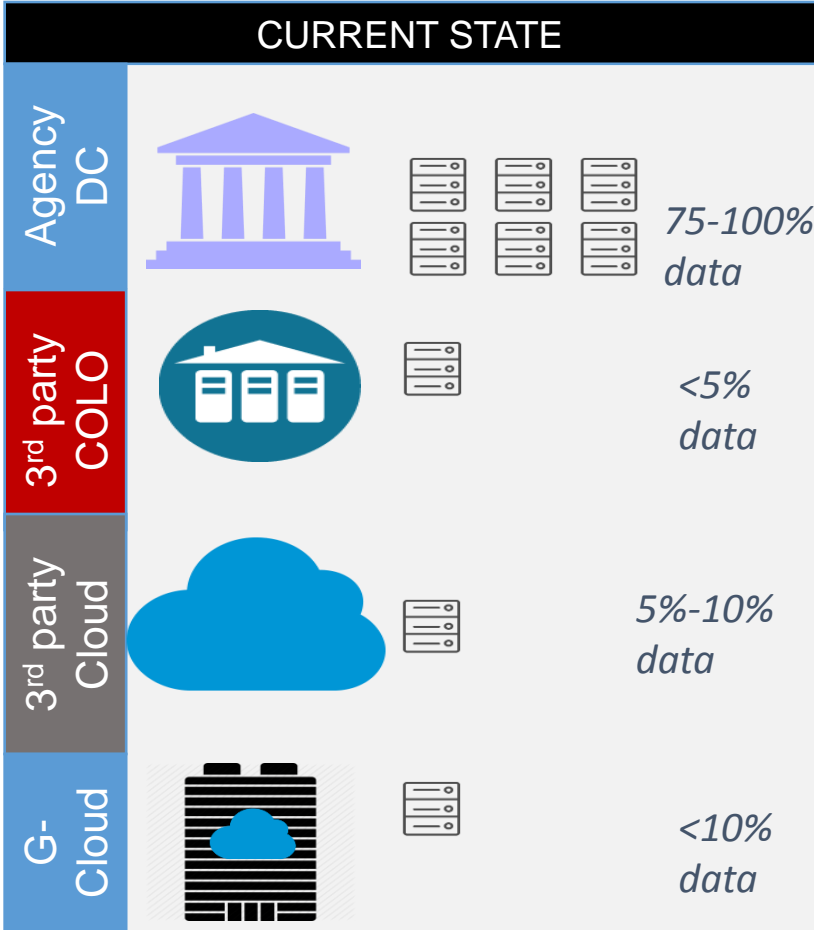 CURRENT STATE
Agency
DC
75-100%
data
3rd party
COLO
<5%
data
3rd party
Cloud
5%-10%
data
G-
Cloud
<10%
data